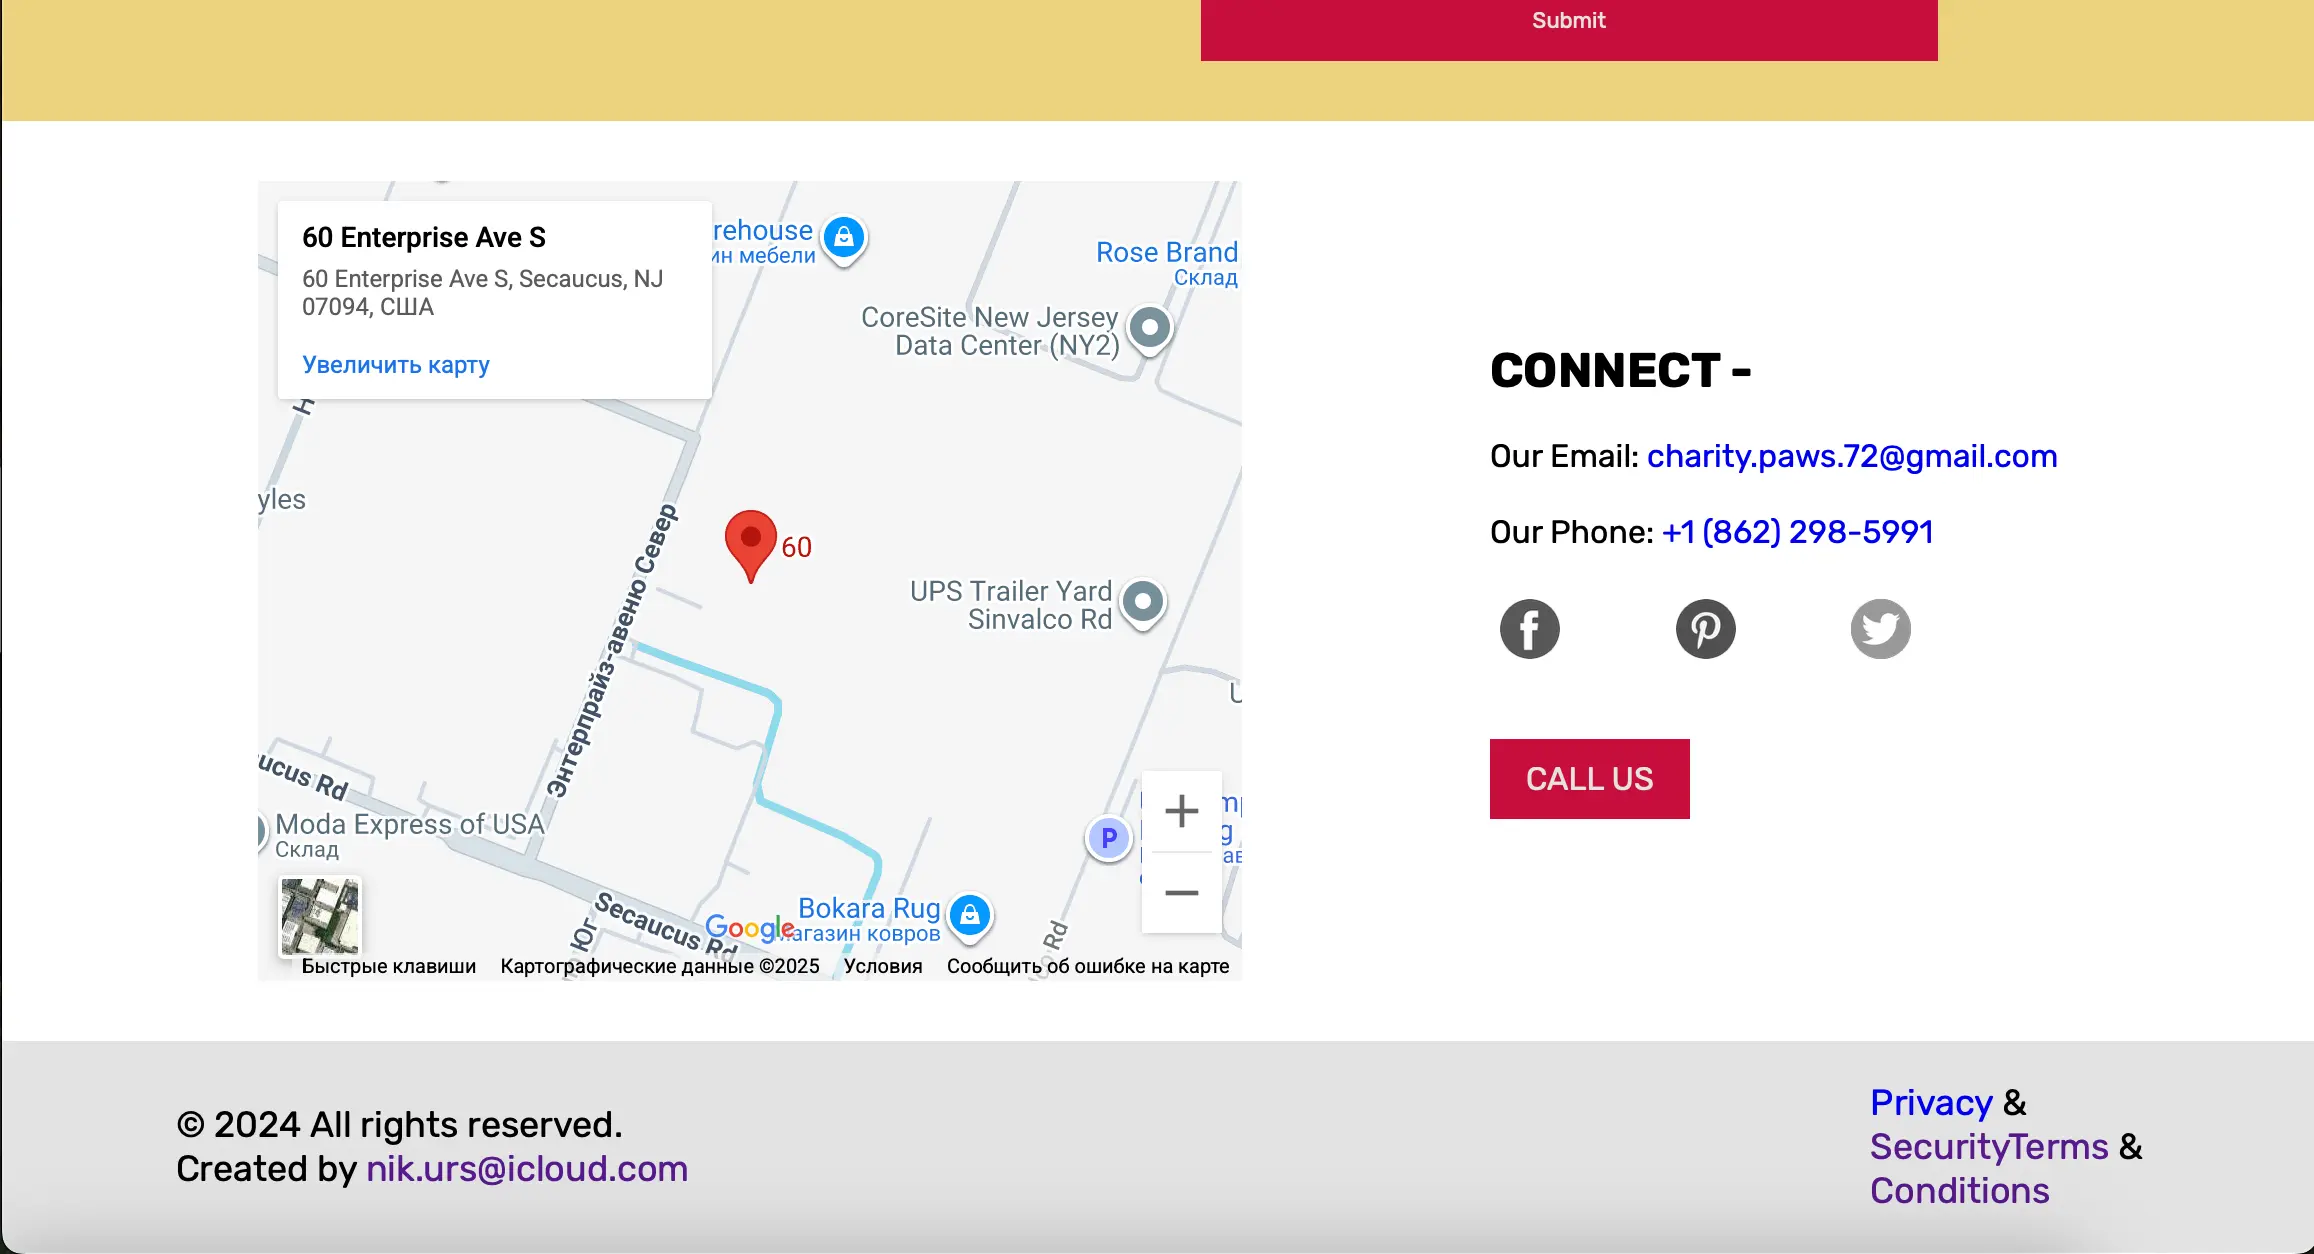 Submit
60 Enterprise Ave S
60 Enterprise Ave S, Secaucus, NJ
07094, США
Увеличить карту
rehouse
ин мебели
Rose Brand
Склад
CoreSite New Jersey
Data Center (NY2)
yles
60
Энтерпрайз-авеню Север
UPS Trailer Yard
Sinvalco Rd
ucus Rd
Moda Express of USA
Склад
P
Secaucus Rd
Юг
Bokara Rug
агазин ковров
Google
Rd
Быстрые клавиши
Картографические данные ©2025
Условия
Сообщить об ошибке на карте
CONNECT -
Our Email: charity.paws.72@gmail.com
Our Phone: +1 (862) 298-5991
CALL US
© 2024 All rights reserved.
Created by nik.urs@icloud.com
Privacy &
SecurityTerms &
Conditions